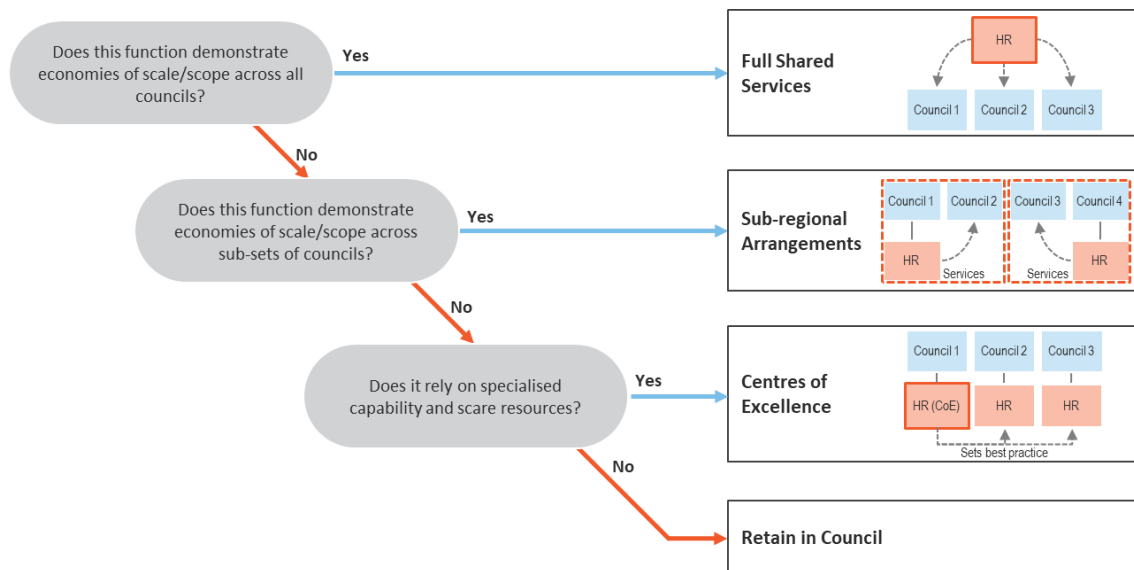 Does this function demonstrate
economies of scale/scope across all
councils?
Yes
Full Shared
Services
HR
Council 1
Council 2
Council 3
No
Does this function demonstrate
economies of scale/scope across
sub-sets of councils?
Yes
Sub-regional
Arrangements
Council 1
Council 2
Council 3
Council 4
HR
Services
Services
HR
No
Does it rely on specialised
capability and scare resources?
Yes
Centres of
Excellence
Council 1
Council 2
Council 3
HR (CoE)
HR
HR
Sets best practice
No
Retain in Council